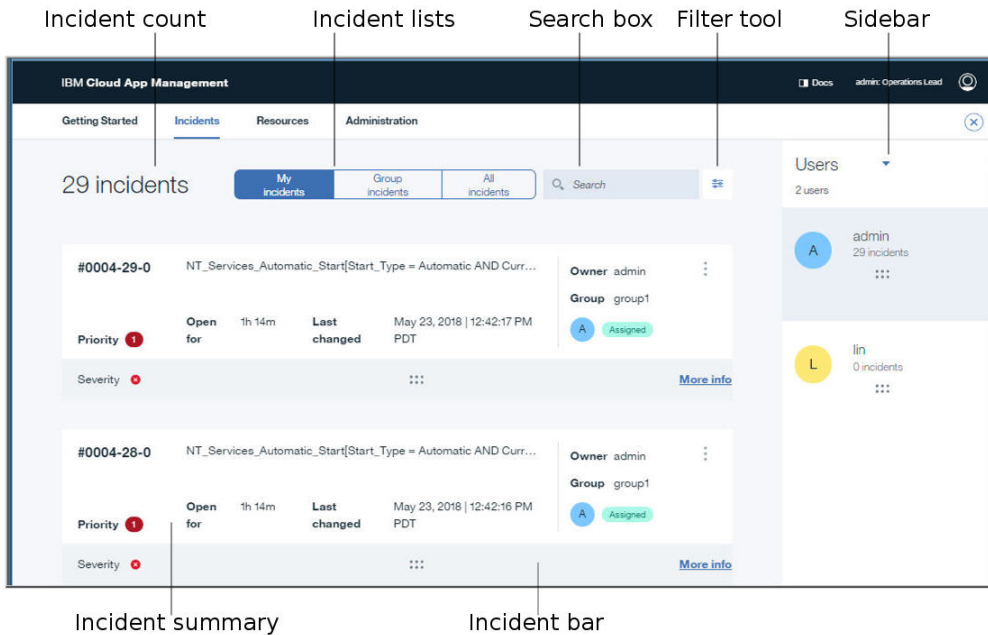 Incident count Incident lists Search box Filter tool Sidebar
IBM Cloud App Management Docs admin: Operations Lead
Getting Started Incidents Resources Administration
29 incidents My incidents Group incidents All incidents Search Users
2 users
admin
A 29 incidents
#0004-29-0 NT_Services_Automatic_Start[Start_Type = Automatic AND Curr... Owner admin
Group group1
Priority 1 Open for 1h 14m Last changed May 23, 2018 | 12:42:17 PM PDT A Assigned
Severity More info
lin
L 0 incidents
#0004-28-0 NT_Services_Automatic_Start[Start_Type = Automatic AND Curr... Owner admin
Group group1
Priority 1 Open for 1h 14m Last changed May 23, 2018 | 12:42:16 PM PDT A Assigned
Severity More info
Incident summary Incident bar